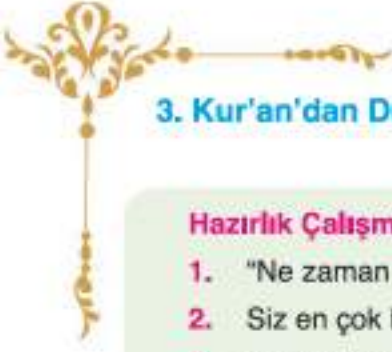 3. Kur'an'dan D
Hazırlık Çalışm
1. "Ne zaman
2. Siz en çok i